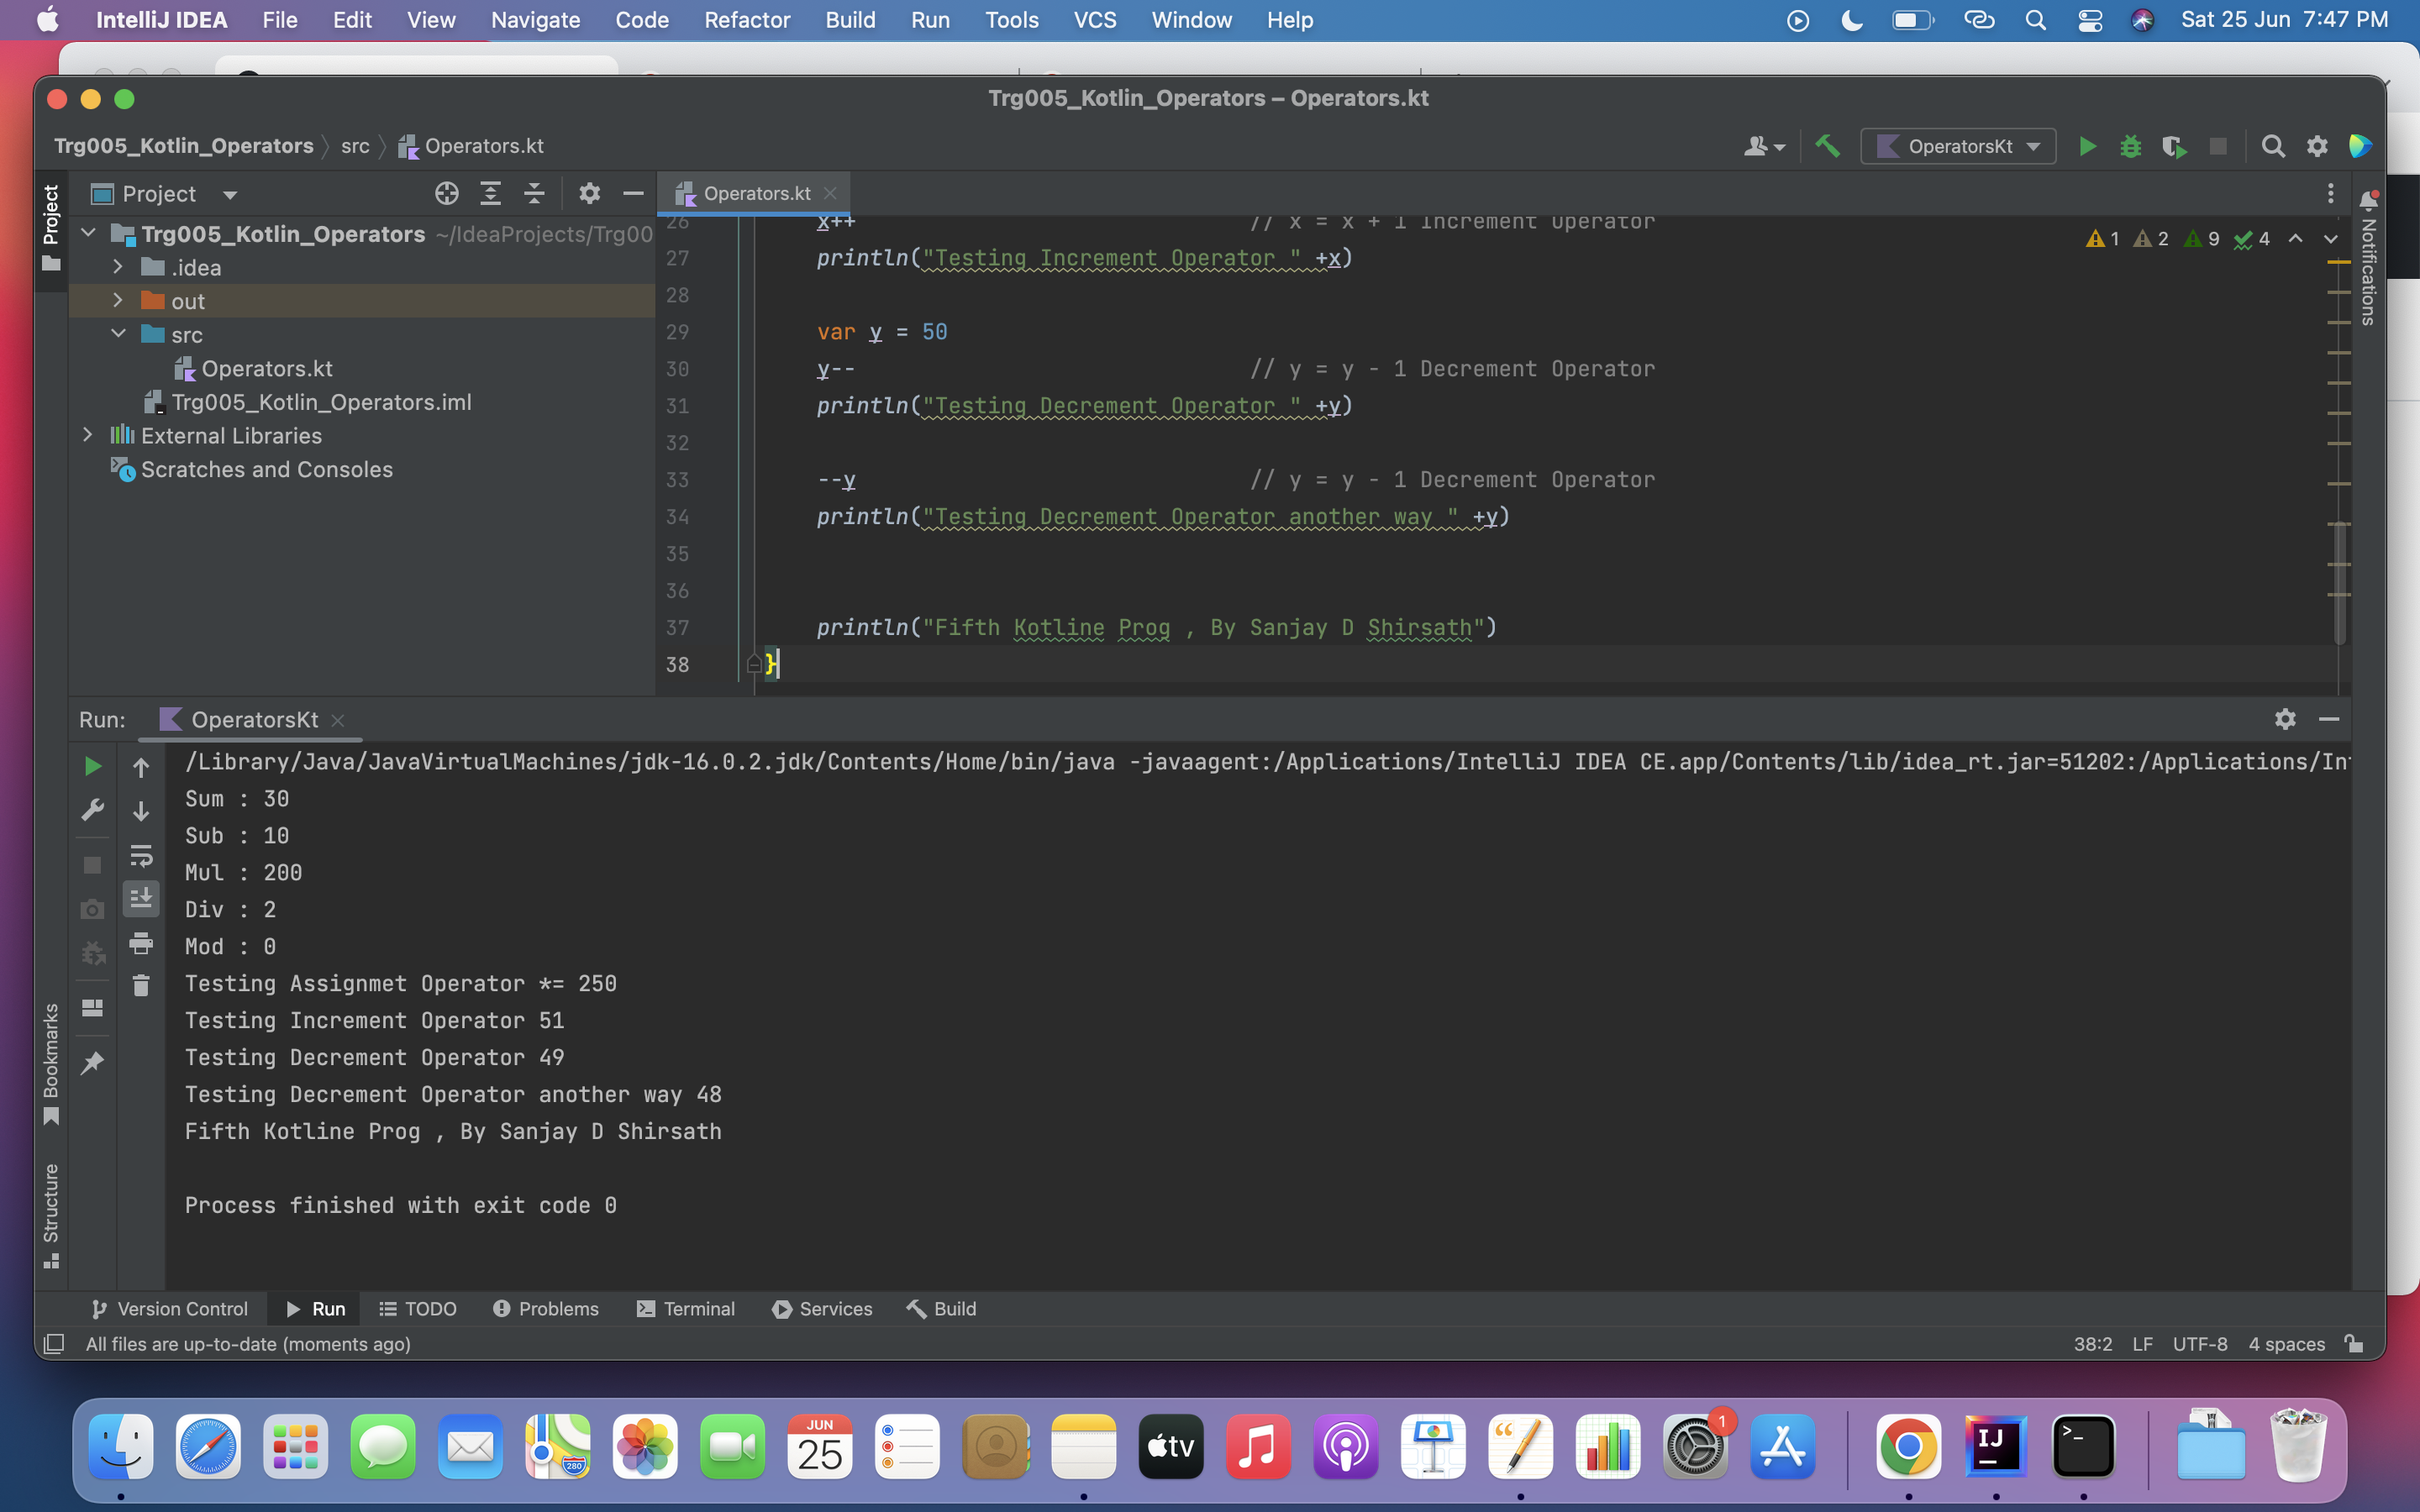 IntelliJ IDEA File Edit View Navigate Code Refactor Build Run Tools VCS Window Help Sat 25 Jun 7:47 PM
Trg005_Kotlin_Operators – Operators.kt
Trg005_Kotlin_Operators src Operators.kt
OperatorsKt
Project
Project
Operators.kt
Notifications
1 2 9 4
Trg005_Kotlin_Operators ~/IdeaProjects/Trg00
.idea
out
src
Operators.kt
Trg005_Kotlin_Operators.iml
External Libraries
Scratches and Consoles
26 x++ // x = x + 1 Increment Operator
27 println("Testing Increment Operator " +x)
28
29 var y = 50
30 y-- // y = y - 1 Decrement Operator
31 println("Testing Decrement Operator " +y)
32
33 --y // y = y - 1 Decrement Operator
34 println("Testing Decrement Operator another way " +y)
35
36
37 println("Fifth Kotline Prog , By Sanjay D Shirsath")
38 }
Run: OperatorsKt
/Library/Java/JavaVirtualMachines/jdk-16.0.2.jdk/Contents/Home/bin/java -javaagent:/Applications/IntelliJ IDEA CE.app/Contents/lib/idea_rt.jar=51202:/Applications/In
Sum : 30
Sub : 10
Mul : 200
Div : 2
Mod : 0
Testing Assignmet Operator *= 250
Testing Increment Operator 51
Testing Decrement Operator 49
Testing Decrement Operator another way 48
Fifth Kotline Prog , By Sanjay D Shirsath
Process finished with exit code 0
Bookmarks
Structure
Version Control Run TODO Problems Terminal Services Build
All files are up-to-date (moments ago) 38:2 LF UTF-8 4 spaces
280
JUN
25
tv
1
IJ
>_